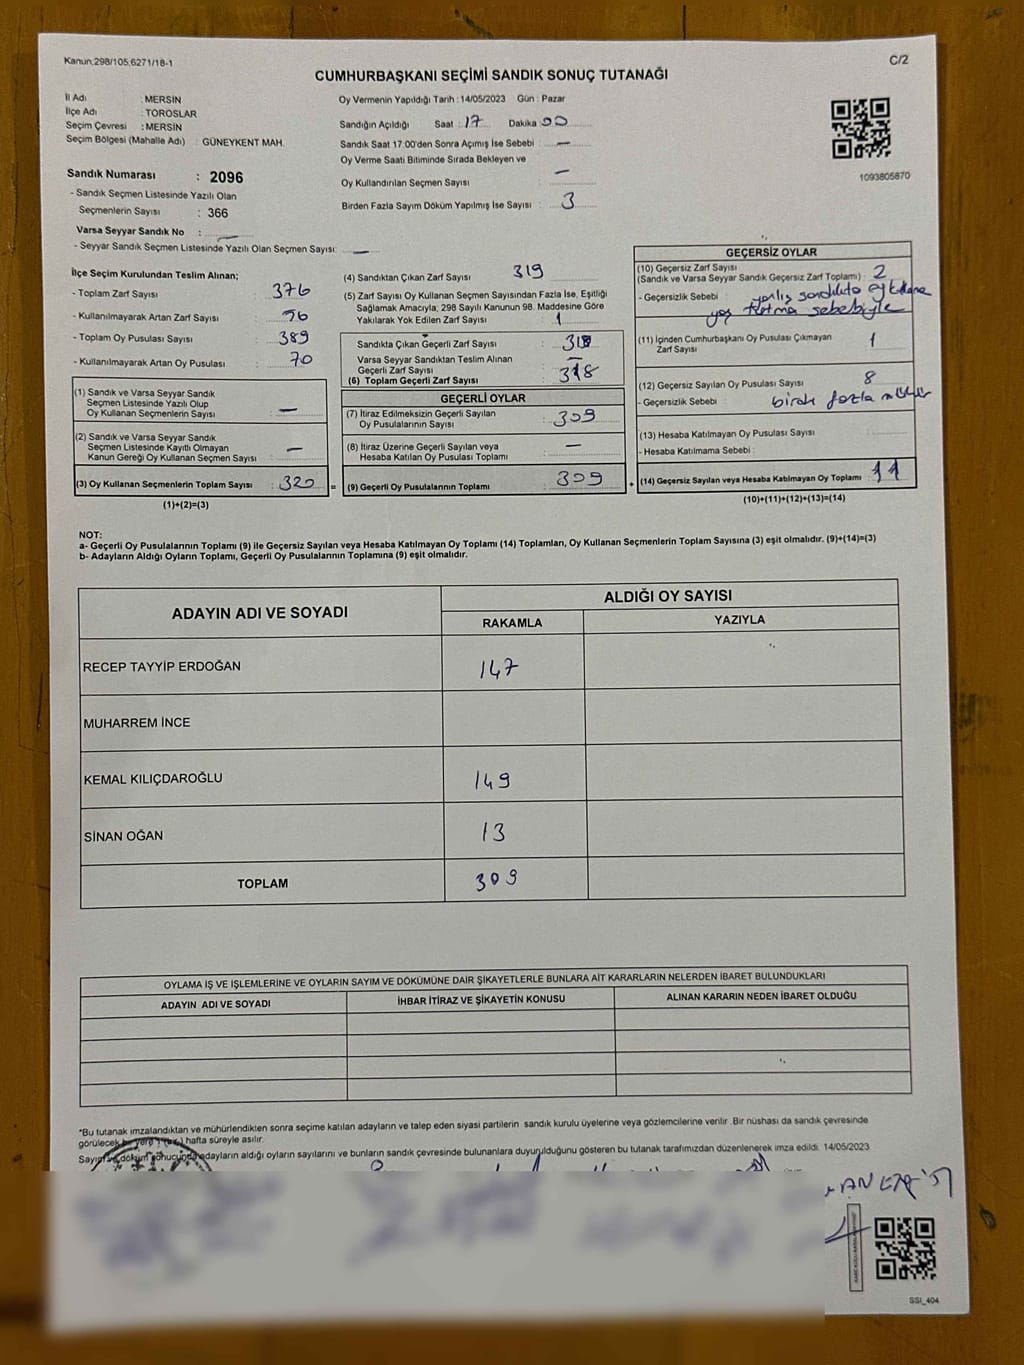 Kanun:298/105,6271/18-1
C/2
CUMHURBAŞKANI SEÇİMİ SANDIK SONUÇ TUTANAĞI
İl Adı : MERSİN
İlçe Adı : TOROSLAR
Seçim Çevresi : MERSİN
Seçim Bölgesi (Mahalle Adı) : GÜNEYKENT MAH.
Oy Vermenin Yapıldığı Tarih : 14/05/2023 Gün : Pazar
Sandığın Açıldığı Saat : 17 Dakika : 00
Sandık Saat 17:00'den Sonra Açımış İse Sebebi : —
Oy Verme Saati Bitiminde Sırada Bekleyen ve
Oy Kullandırılan Seçmen Sayısı : —
Birden Fazla Sayım Döküm Yapılmış İse Sayısı : 3
1093805870
Sandık Numarası : 2096
- Sandık Seçmen Listesinde Yazılı Olan
Seçmenlerin Sayısı : 366
Varsa Seyyar Sandık No : —
- Seyyar Sandık Seçmen Listesinde Yazılı Olan Seçmen Sayısı: —
İlçe Seçim Kurulundan Teslim Alınan;
- Toplam Zarf Sayısı : 376
- Kullanılmayarak Artan Zarf Sayısı : 56
- Toplam Oy Pusulası Sayısı : 389
- Kullanılmayarak Artan Oy Pusulası : 70
(1) Sandık ve Varsa Seyyar Sandık
Seçmen Listesinde Yazılı Olup
Oy Kullanan Seçmenlerin Sayısı : —
(2) Sandık ve Varsa Seyyar Sandık
Seçmen Listesinde Kayıtlı Olmayan
Kanun Gereği Oy Kullanan Seçmen Sayısı : —
(3) Oy Kullanan Seçmenlerin Toplam Sayısı : 320 =
(1)+(2)=(3)
(4) Sandıktan Çıkan Zarf Sayısı : 319
(5) Zarf Sayısı Oy Kullanan Seçmen Sayısından Fazla İse, Eşitliği
Sağlamak Amacıyla, 298 Sayılı Kanunun 98. Maddesine Göre
Yakılarak Yok Edilen Zarf Sayısı : 1
Sandıkta Çıkan Geçerli Zarf Sayısı : 318
Varsa Seyyar Sandıktan Teslim Alınan
Geçerli Zarf Sayısı : —
(6) Toplam Geçerli Zarf Sayısı : 318
GEÇERLİ OYLAR
(7) İtiraz Edilmeksizin Geçerli Sayılan
Oy Pusulalarının Sayısı : 309
(8) İtiraz Üzerine Geçerli Sayılan veya
Hesaba Katılan Oy Pusulası Toplamı : —
(9) Geçerli Oy Pusulalarının Toplamı : 309 +
GEÇERSİZ OYLAR
(10) Geçersiz Zarf Sayısı
(Sandık ve Varsa Seyyar Sandık Geçersiz Zarf Toplamı) : 2
- Geçersizlik Sebebi : yanlış sandıkta oy kullanma
sebebiyle
(11) İçinden Cumhurbaşkanı Oy Pusulası Çıkmayan
Zarf Sayısı : 1
(12) Geçersiz Sayılan Oy Pusulası Sayısı : 8
- Geçersizlik Sebebi : birden fazla mühür
(13) Hesaba Katılmayan Oy Pusulası Sayısı :
- Hesaba Katılmama Sebebi :
(14) Geçersiz Sayılan veya Hesaba Katılmayan Oy Toplamı : 11
(10)+(11)+(12)+(13)=(14)
NOT:
a- Geçerli Oy Pusulalarının Toplamı (9) ile Geçersiz Sayılan veya Hesaba Katılmayan Oy Toplamı (14) Toplamları, Oy Kullanan Seçmenlerin Toplam Sayısına (3) eşit olmalıdır. (9)+(14)=(3)
b- Adayların Aldığı Oyların Toplamı, Geçerli Oy Pusulalarının Toplamına (9) eşit olmalıdır.
ADAYIN ADI VE SOYADI
ALDIĞI OY SAYISI
RAKAMLA YAZIYLA
RECEP TAYYİP ERDOĞAN 147
MUHARREM İNCE
KEMAL KILIÇDAROĞLU 149
SİNAN OĞAN 13
TOPLAM 309
OYLAMA İŞ VE İŞLEMLERİNE VE OYLARIN SAYIM VE DÖKÜMÜNE DAİR ŞİKAYETLERLE BUNLARA AİT KARARLARIN NELERDEN İBARET BULUNDUKLARI
ADAYIN ADI VE SOYADI İHBAR İTİRAZ VE ŞİKAYETİN KONUSU ALINAN KARARIN NEDEN İBARET OLDUĞU
*Bu tutanak imzalandıktan ve mühürlendikten sonra seçime katılan adayların ve talep eden siyasi partilerin sandık kurulu üyelerine veya gözlemcilerine verilir. Bir nüshası da sandık çevresinde
görülecek bir yere 1 (bir) hafta süreyle asılır.
Sayım ve döküm sonucunda adayların aldığı oyların sayılarını ve bunların sandık çevresinde bulunanlara duyurulduğunu gösteren bu tutanak tarafımızdan düzenlenerek imza edildi. 14/05/2023
SSI_404